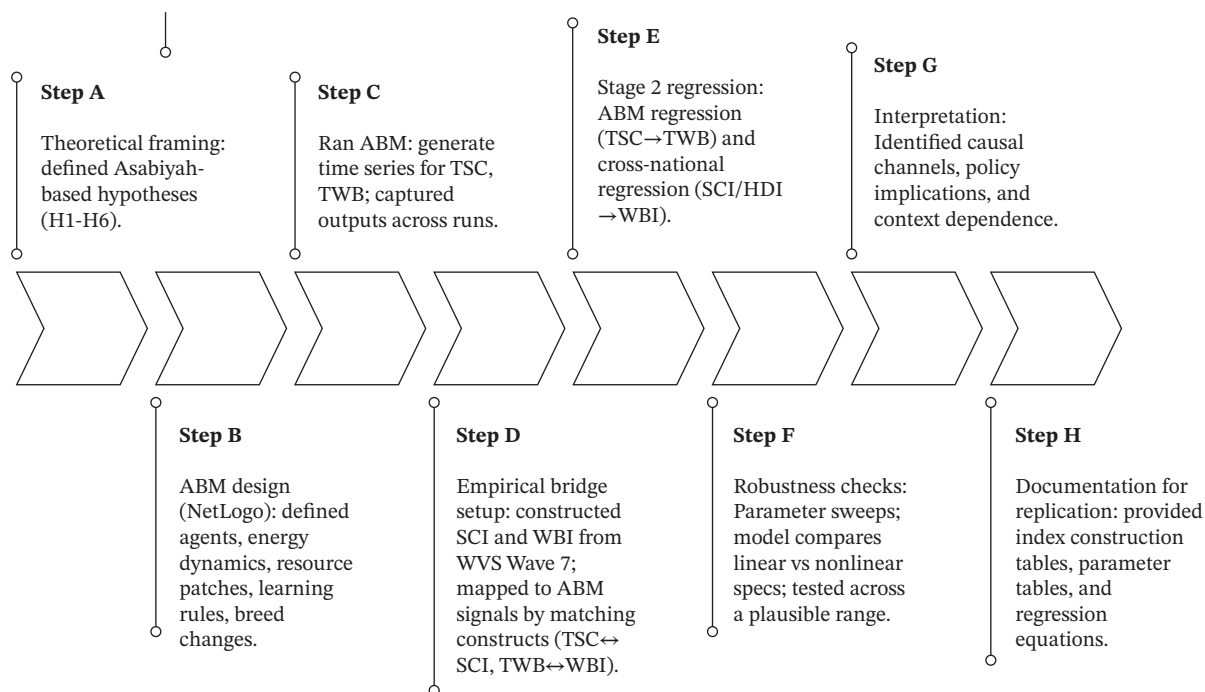 Step A
Theoretical framing:
defined Asabiyah-
based hypotheses
(H1-H6).
Step B
ABM design
(NetLogo): defined
agents, energy
dynamics, resource
patches, learning
rules, breed
changes.
Step C
Ran ABM: generate
time series for TSC,
TWB; captured
outputs across runs.
Step D
Empirical bridge
setup: constructed
SCI and WBI from
WVS Wave 7;
mapped to ABM
signals by matching
constructs (TSC↔
SCI, TWB↔WBI).
Step E
Stage 2 regression:
ABM regression
(TSC→TWB) and
cross-national
regression (SCI/HDI
→WBI).
Step F
Robustness checks:
Parameter sweeps;
model compares
linear vs nonlinear
specs; tested across
a plausible range.
Step G
Interpretation:
Identified causal
channels, policy
implications, and
context dependence.
Step H
Documentation for
replication: provided
index construction
tables, parameter
tables, and
regression
equations.